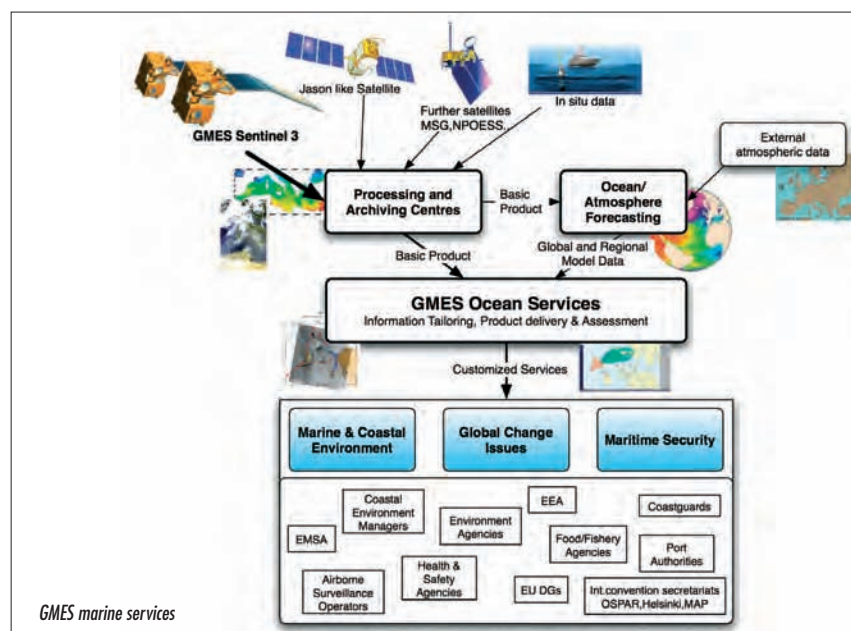 Jason like Satellite
Further satellites
MSG,NPOESS.
In situ data
GMES Sentinel 3
External
atmospheric data
Processing and
Archiving Centres
Basic
Product
Ocean/
Atmosphere
Forecasting
Basic Product
Global and Regional
Model Data
GMES Ocean Services
Information Tailoring, Product delivery & Assessment
Customized Services
Marine & Coastal
Environment
Global Change
Issues
Maritime Security
EMSA
Coastal
Environment
Managers
Environment
Agencies
EEA
Coastguards
Food/Fishery
Agencies
Port
Authorities
Airborne
Surveillance
Operators
Health &
Safety
Agencies
EU DGs
Int.convention secretariats
OSPAR,Helsinki,MAP
GMES marine services